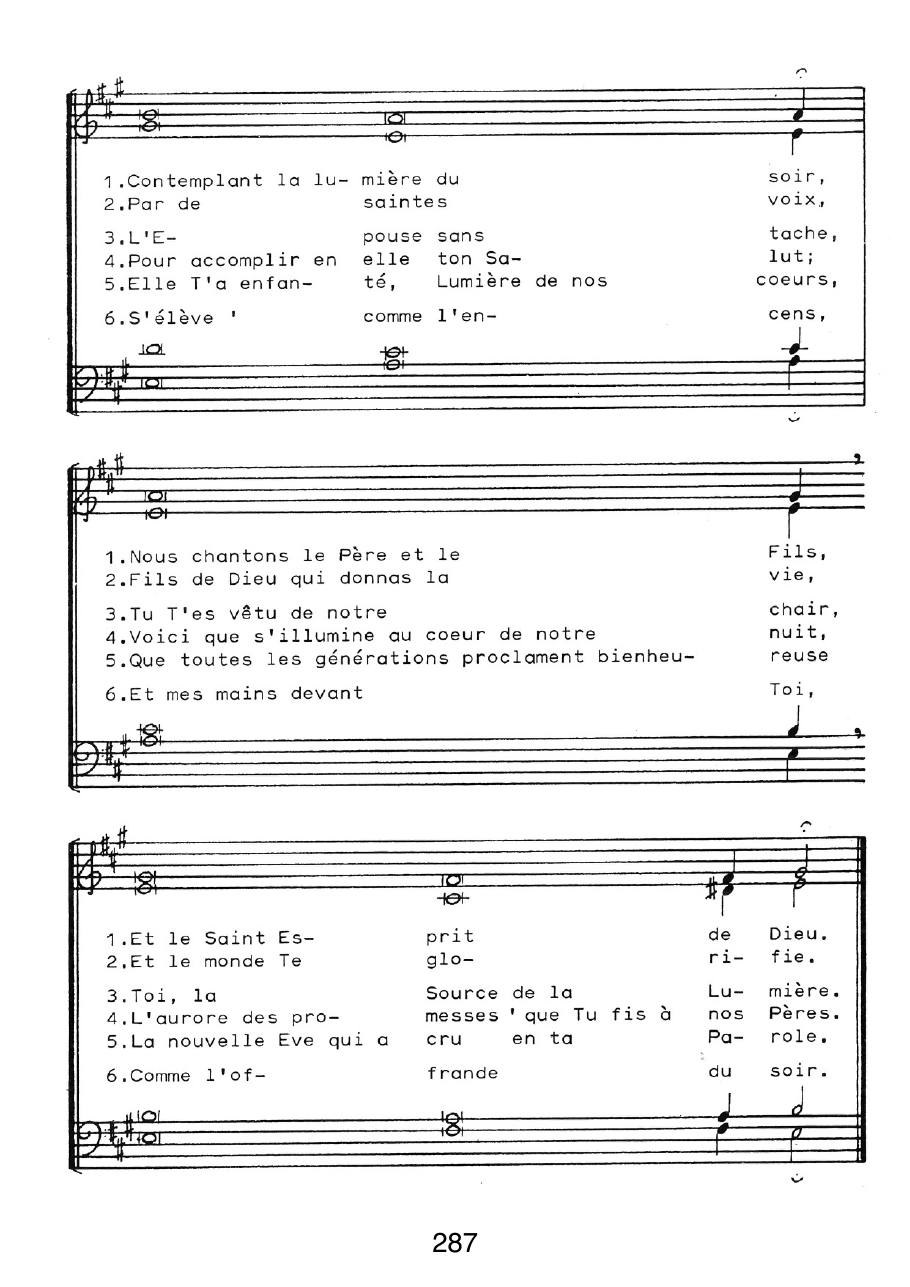 1.Contemplant la lu- mière du soir,
2.Par de saintes voix,
3.L'E- pouse sans tache,
4.Pour accomplir en elle ton Sa- lut;
5.Elle T'a enfan- té, Lumière de nos coeurs,
6.S'élève ' comme l'en- cens,
1.Nous chantons le Père et le Fils,
2.Fils de Dieu qui donnas la vie,
3.Tu T'es vêtu de notre chair,
4.Voici que s'illumine au coeur de notre nuit,
5.Que toutes les générations proclament bienheu- reuse
6.Et mes mains devant Toi,
1.Et le Saint Es- prit de Dieu.
2.Et le monde Te glo- ri- fie.
3.Toi, la Source de la Lu- mière.
4.L'aurore des pro- messes ' que Tu fis à nos Pères.
5.La nouvelle Eve qui a cru en ta Pa- role.
6.Comme l'of- frande du soir.
287